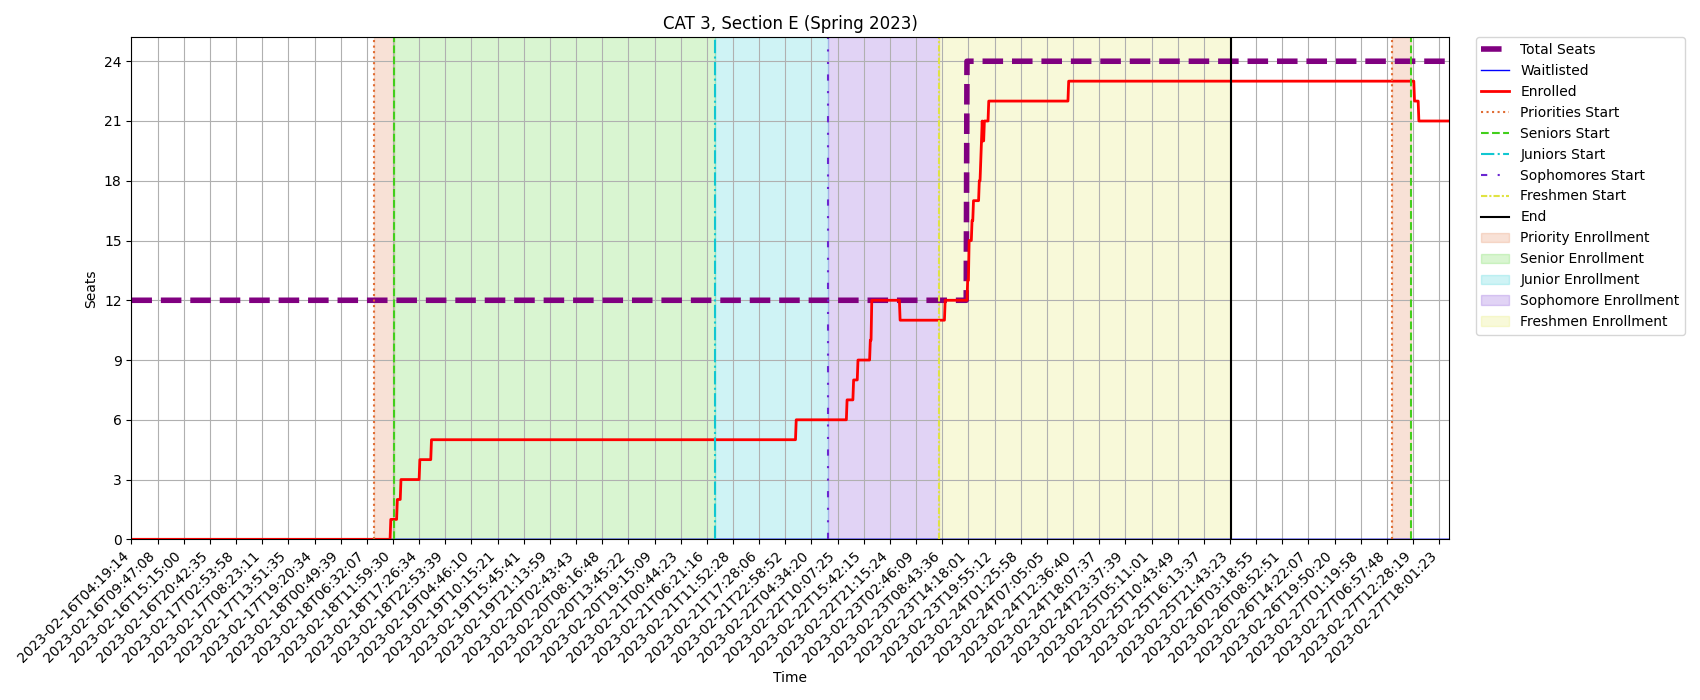 CAT 3, Section E (Spring 2023)
Seats
24
21
18
15
12
9
6
3
0
2023-02-16T04:19:14
2023-02-16T09:47:08
2023-02-16T15:15:00
2023-02-16T20:42:35
2023-02-17T02:53:58
2023-02-17T08:23:11
2023-02-17T13:51:35
2023-02-17T19:20:34
2023-02-18T00:49:39
2023-02-18T06:32:07
2023-02-18T11:59:30
2023-02-18T17:26:34
2023-02-18T22:53:39
2023-02-19T04:46:10
2023-02-19T10:15:21
2023-02-19T15:45:41
2023-02-19T21:13:59
2023-02-20T02:43:43
2023-02-20T08:16:48
2023-02-20T13:45:22
2023-02-20T19:15:09
2023-02-21T00:44:23
2023-02-21T06:21:16
2023-02-21T11:52:28
2023-02-21T17:28:06
2023-02-21T22:58:52
2023-02-22T04:34:20
2023-02-22T10:07:25
2023-02-22T15:42:15
2023-02-22T21:15:24
2023-02-23T02:46:09
2023-02-23T08:43:36
2023-02-23T14:18:01
2023-02-23T19:55:12
2023-02-24T01:25:58
2023-02-24T07:05:05
2023-02-24T12:36:40
2023-02-24T18:07:37
2023-02-24T23:37:39
2023-02-25T05:11:01
2023-02-25T10:43:49
2023-02-25T16:13:37
2023-02-25T21:43:23
2023-02-26T03:18:55
2023-02-26T08:52:51
2023-02-26T14:22:07
2023-02-26T19:50:20
2023-02-27T01:19:58
2023-02-27T06:57:48
2023-02-27T12:28:19
2023-02-27T18:01:23
Time
Total Seats
Waitlisted
Enrolled
Priorities Start
Seniors Start
Juniors Start
Sophomores Start
Freshmen Start
End
Priority Enrollment
Senior Enrollment
Junior Enrollment
Sophomore Enrollment
Freshmen Enrollment